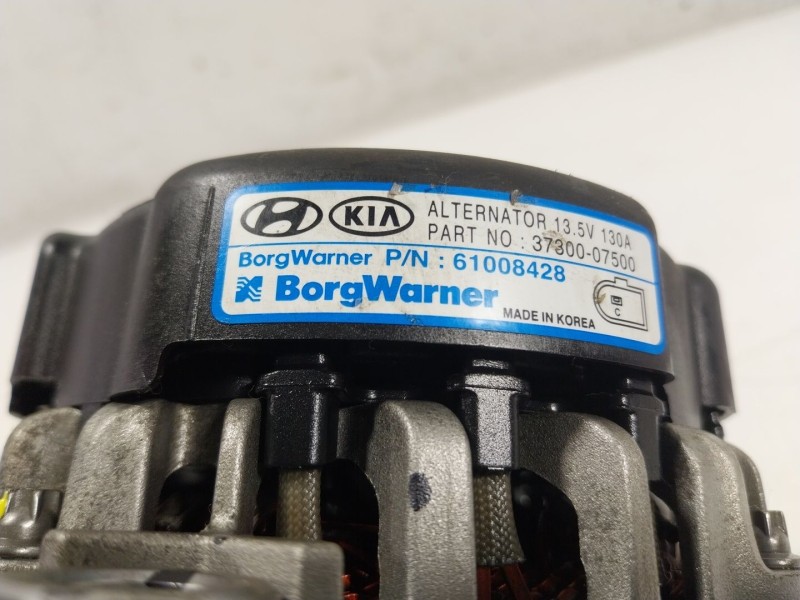 KIA ALTERNATOR 13.5V 130A
PART NO : 37300-07500
BorgWarner P/N : 61008428
BorgWarner
MADE IN KOREA
C